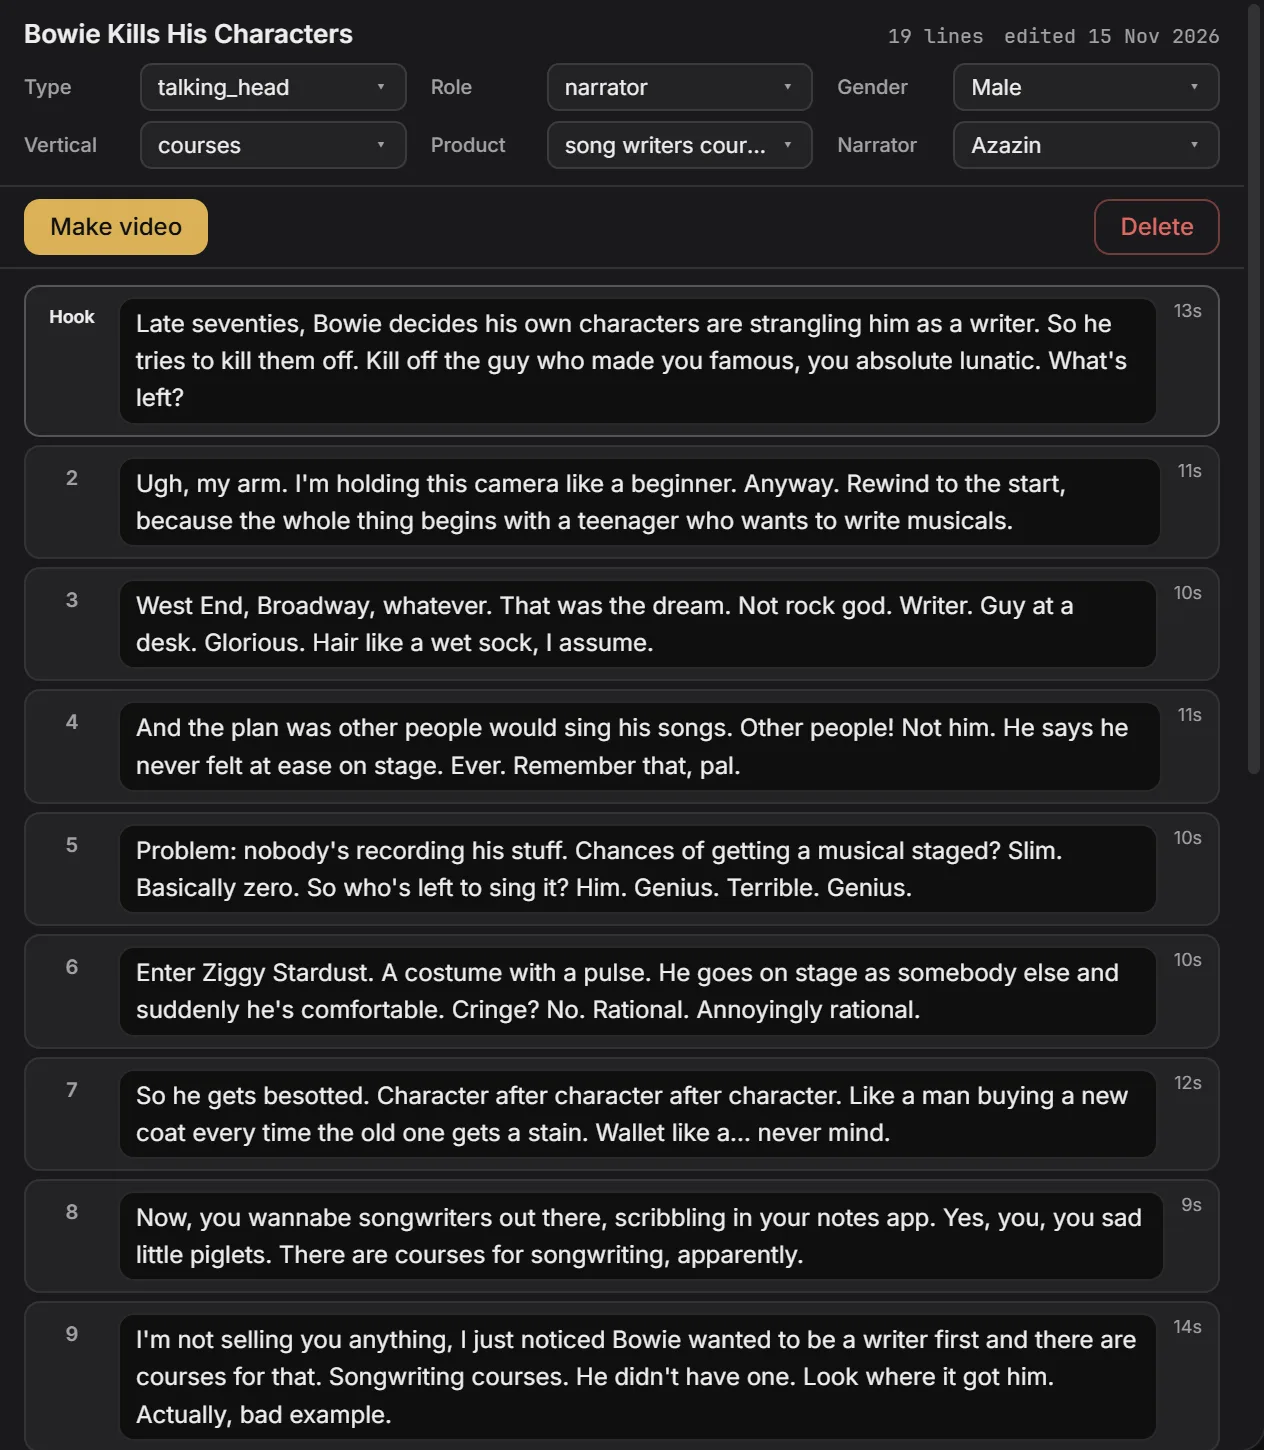 Bowie Kills His Characters
19 lines edited 15 Nov 2026
Type talking_head Role narrator Gender Male
Vertical courses Product song writers cour... Narrator Azazin
Make video Delete
Hook
Late seventies, Bowie decides his own characters are strangling him as a writer. So he
tries to kill them off. Kill off the guy who made you famous, you absolute lunatic. What's
left?
13s
2
Ugh, my arm. I'm holding this camera like a beginner. Anyway. Rewind to the start,
because the whole thing begins with a teenager who wants to write musicals.
11s
3
West End, Broadway, whatever. That was the dream. Not rock god. Writer. Guy at a
desk. Glorious. Hair like a wet sock, I assume.
10s
4
And the plan was other people would sing his songs. Other people! Not him. He says he
never felt at ease on stage. Ever. Remember that, pal.
11s
5
Problem: nobody's recording his stuff. Chances of getting a musical staged? Slim.
Basically zero. So who's left to sing it? Him. Genius. Terrible. Genius.
10s
6
Enter Ziggy Stardust. A costume with a pulse. He goes on stage as somebody else and
suddenly he's comfortable. Cringe? No. Rational. Annoyingly rational.
10s
7
So he gets besotted. Character after character after character. Like a man buying a new
coat every time the old one gets a stain. Wallet like a... never mind.
12s
8
Now, you wannabe songwriters out there, scribbling in your notes app. Yes, you, you sad
little piglets. There are courses for songwriting, apparently.
9s
9
I'm not selling you anything, I just noticed Bowie wanted to be a writer first and there are
courses for that. Songwriting courses. He didn't have one. Look where it got him.
Actually, bad example.
14s